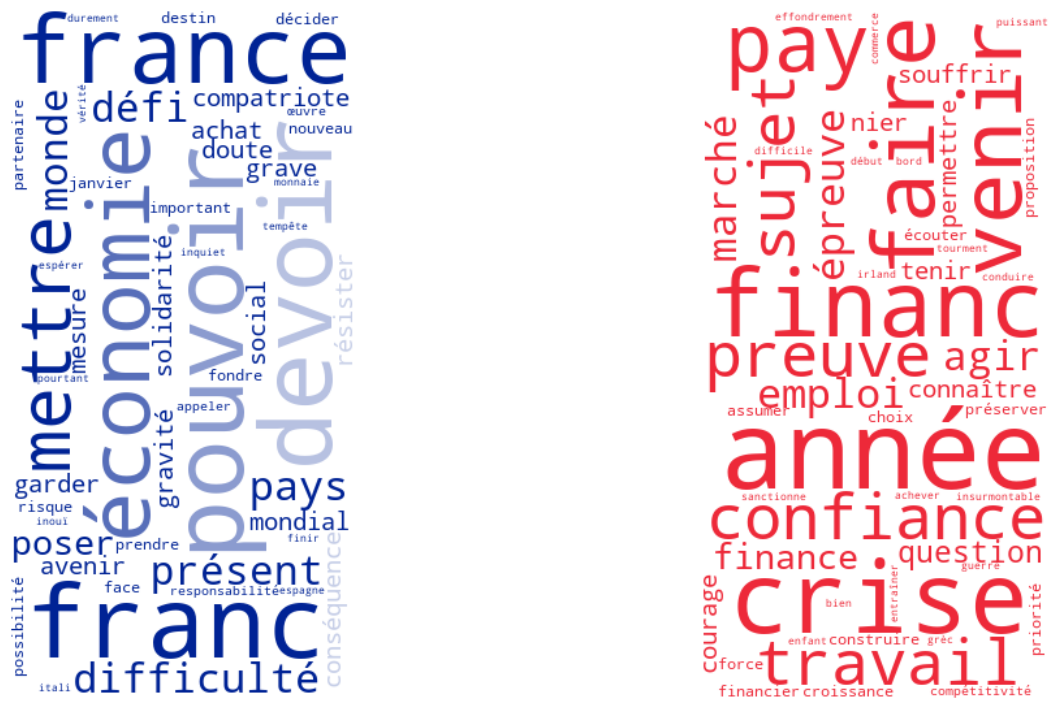 durement
destin
décider
france
partenaire
monde
vérité
défi
compatriote
œuvre
achat
nouveau
doute
grave
janvier
monnaie
important
tempête
mettre
économie
pouvoir
devoir
inquiet
espérer
solidarité
résister
mesure
social
pourtant
fondre
appeler
gravité
garder
pays
risque
inouï
mondial
finir
poser
prendre
avenir
présent
face
responsabilité
espagne
conséquence
possibilité
franc
difficulté
itali
effondrement
commerce
puissant
pay
faire
venir
souffrir
marché
sujet
épreuve
nier
permettre
proposition
difficile
début
bord
écouter
tourment
irland
tenir
conduire
financ
preuve
agir
emploi
connaître
assumer
choix
préserver
année
sanctionne
achever
insurmontable
confiance
finance
question
guerre
courage
crise
entraîner
bien
priorité
enfant
construire
grèc
force
travail
financier
croissance
compétitivité